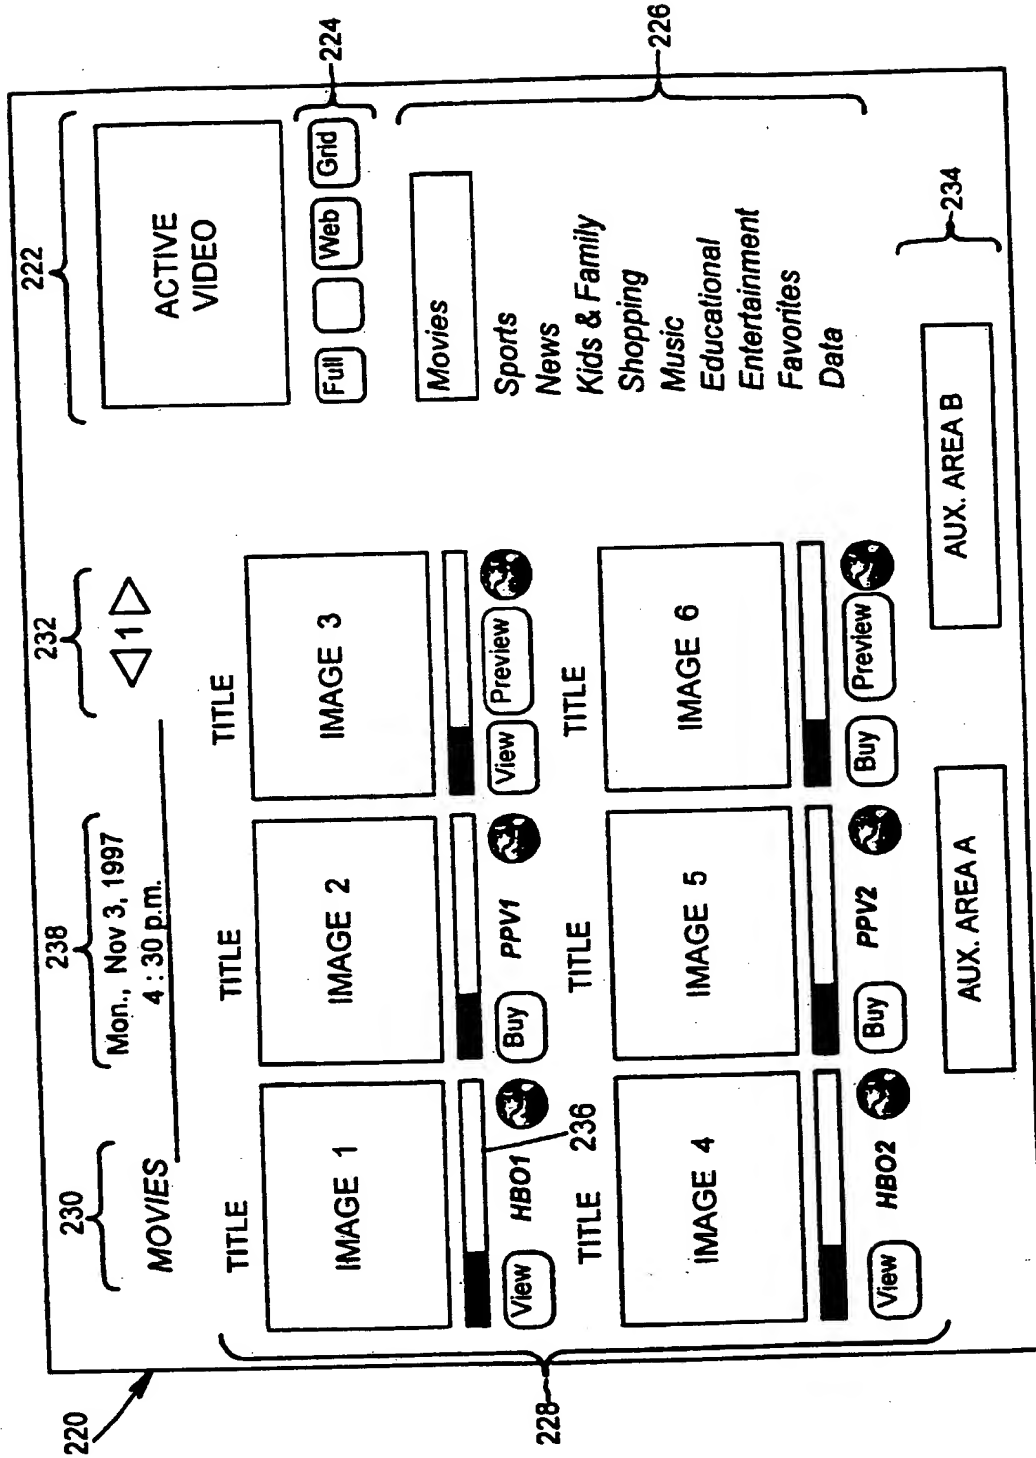 220
230
238
232
222
MOVIES
Mon., Nov 3, 1997
4 : 30 p.m.
1
ACTIVE
VIDEO
Full
Web
Grid
224
TITLE
TITLE
TITLE
IMAGE 1
IMAGE 2
IMAGE 3
View
HBO1
Buy
PPV1
View
Preview
236
228
TITLE
TITLE
TITLE
IMAGE 4
IMAGE 5
IMAGE 6
View
HBO2
Buy
PPV2
Buy
Preview
Movies
Sports
News
Kids & Family
Shopping
Music
Educational
Entertainment
Favorites
Data
226
AUX. AREA A
AUX. AREA B
234